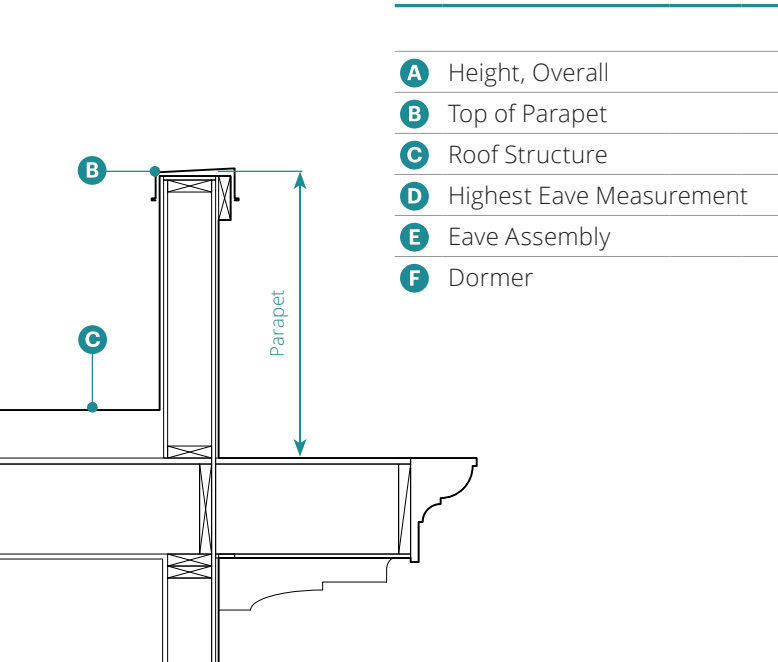 A Height, Overall
B Top of Parapet
C Roof Structure
D Highest Eave Measurement
E Eave Assembly
F Dormer
B
Parapet
C